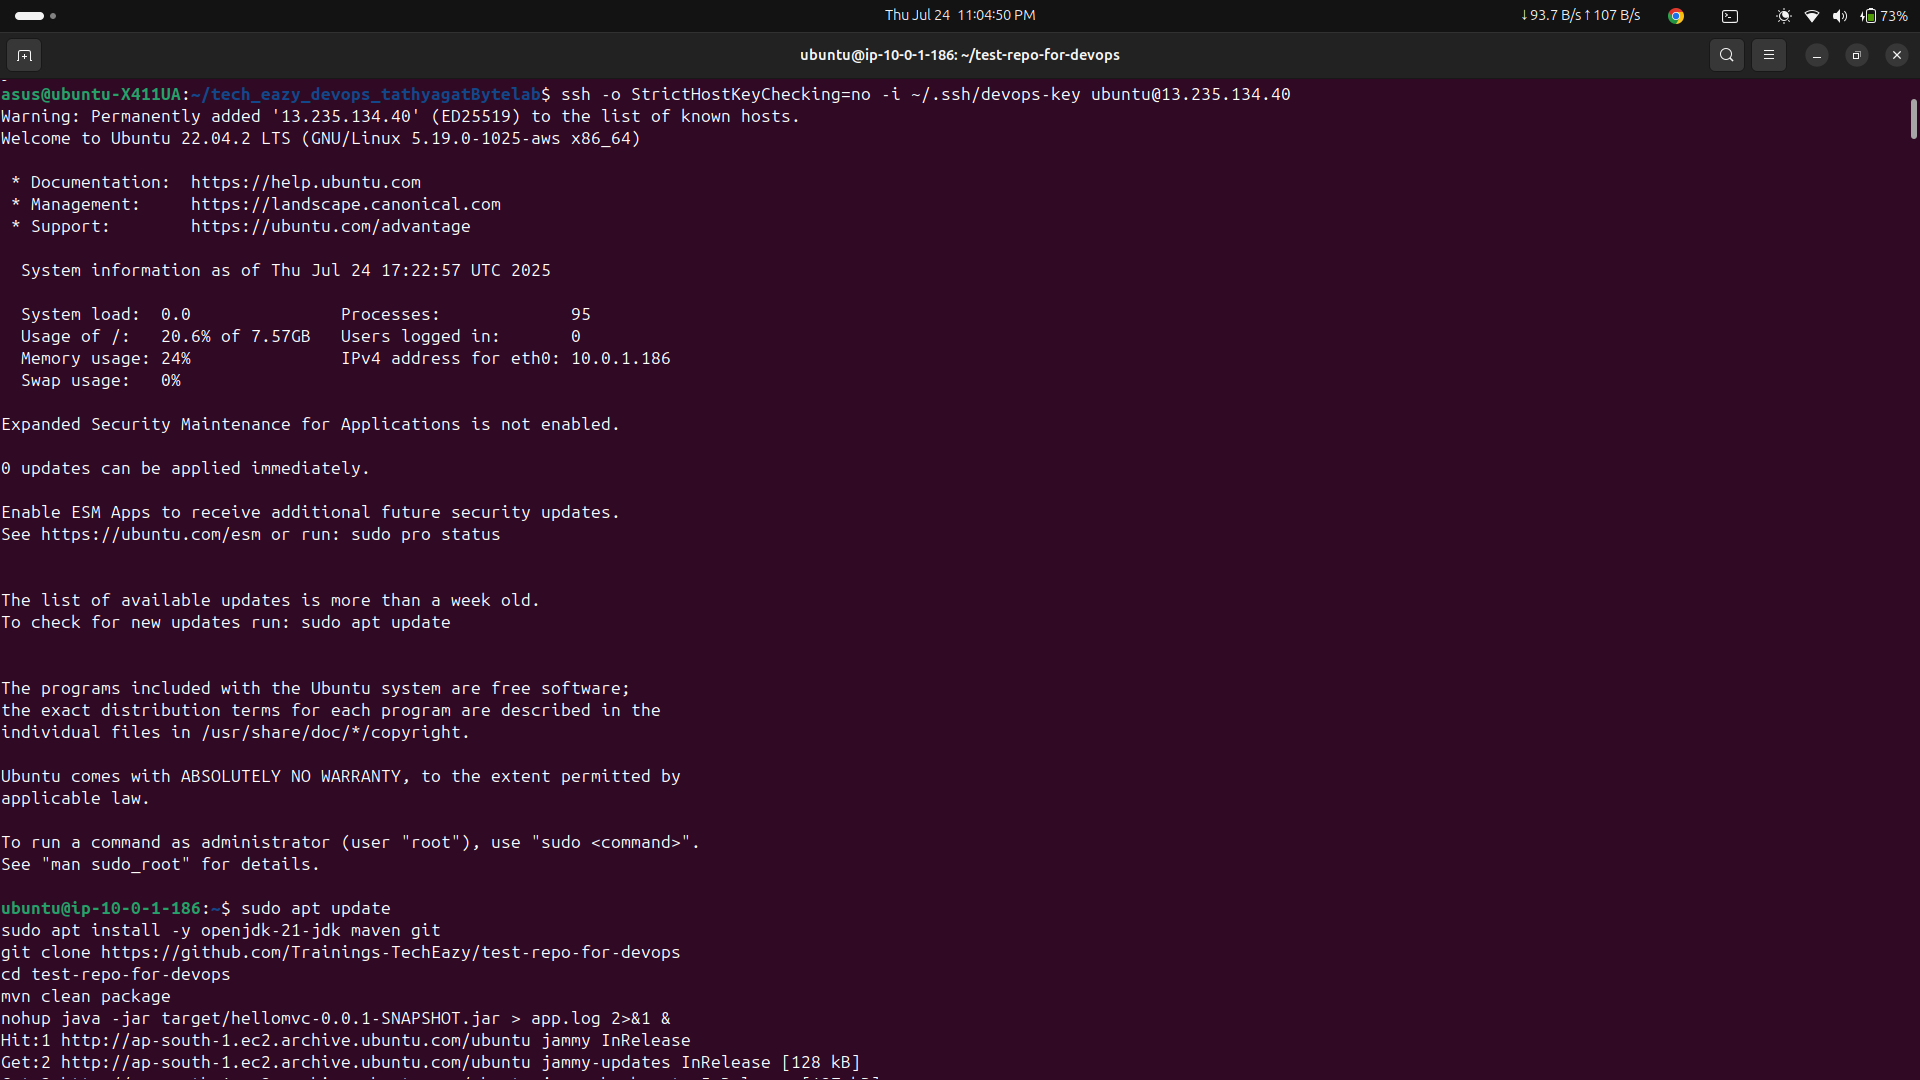 Thu Jul 24 11:04:50 PM
↓93.7 B/s↑107 B/s
73%
ubuntu@ip-10-0-1-186: ~/test-repo-for-devops
asus@ubuntu-X411UA:~/tech_eazy_devops_tathyagatBytelab$ ssh -o StrictHostKeyChecking=no -i ~/.ssh/devops-key ubuntu@13.235.134.40
Warning: Permanently added '13.235.134.40' (ED25519) to the list of known hosts.
Welcome to Ubuntu 22.04.2 LTS (GNU/Linux 5.19.0-1025-aws x86_64)
* Documentation:  https://help.ubuntu.com
* Management:     https://landscape.canonical.com
* Support:        https://ubuntu.com/advantage
System information as of Thu Jul 24 17:22:57 UTC 2025
System load:  0.0               Processes:             95
Usage of /:   20.6% of 7.57GB   Users logged in:       0
Memory usage: 24%               IPv4 address for eth0: 10.0.1.186
Swap usage:   0%
Expanded Security Maintenance for Applications is not enabled.
0 updates can be applied immediately.
Enable ESM Apps to receive additional future security updates.
See https://ubuntu.com/esm or run: sudo pro status
The list of available updates is more than a week old.
To check for new updates run: sudo apt update
The programs included with the Ubuntu system are free software;
the exact distribution terms for each program are described in the
individual files in /usr/share/doc/*/copyright.
Ubuntu comes with ABSOLUTELY NO WARRANTY, to the extent permitted by
applicable law.
To run a command as administrator (user "root"), use "sudo <command>".
See "man sudo_root" for details.
ubuntu@ip-10-0-1-186:~$ sudo apt update
sudo apt install -y openjdk-21-jdk maven git
git clone https://github.com/Trainings-TechEazy/test-repo-for-devops
cd test-repo-for-devops
mvn clean package
nohup java -jar target/hellomvc-0.0.1-SNAPSHOT.jar > app.log 2>&1 &
Hit:1 http://ap-south-1.ec2.archive.ubuntu.com/ubuntu jammy InRelease
Get:2 http://ap-south-1.ec2.archive.ubuntu.com/ubuntu jammy-updates InRelease [128 kB]